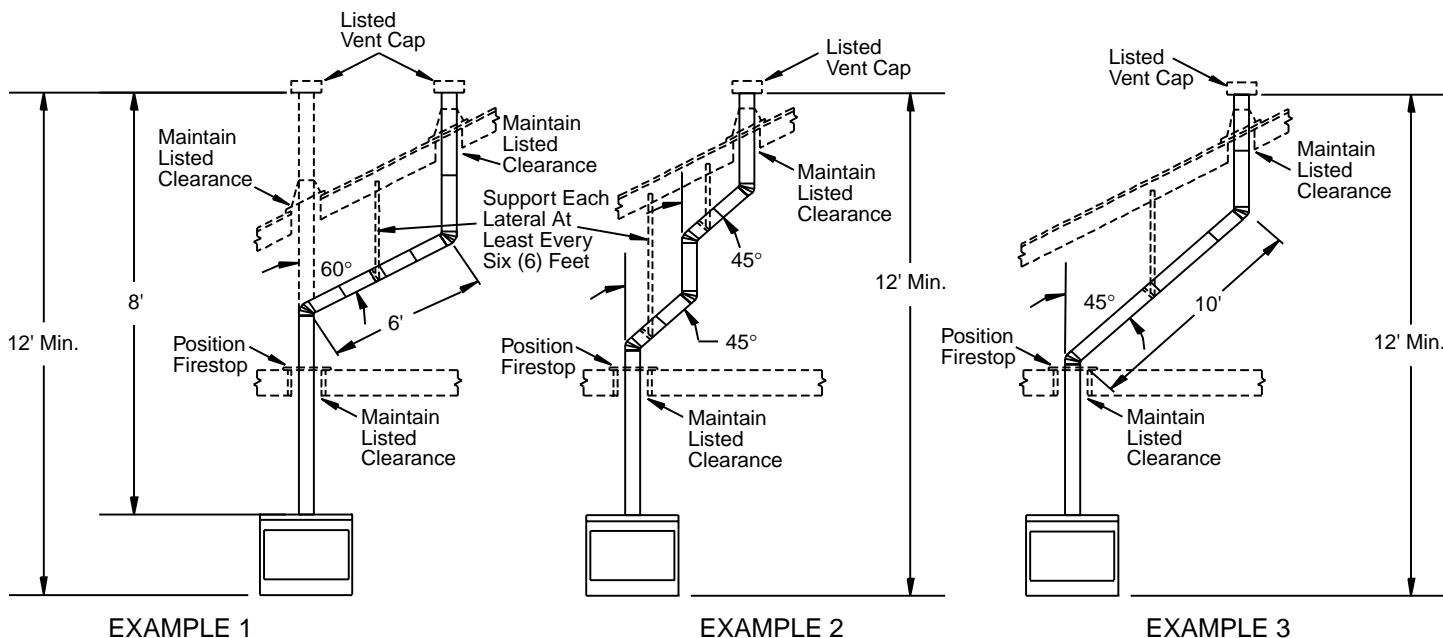 Listed
Vent Cap
Maintain
Listed
Clearance
Maintain
Listed
Clearance
Support Each
Lateral At
Least Every
Six (6) Feet
60°
6'
8'
12' Min.
Position
Firestop
Maintain
Listed
Clearance
EXAMPLE 1
Listed
Vent Cap
Maintain
Listed
Clearance
45°
45°
12' Min.
Position
Firestop
Maintain
Listed
Clearance
EXAMPLE 2
Listed
Vent Cap
Maintain
Listed
Clearance
45°
10'
12' Min.
Position
Firestop
Maintain
Listed
Clearance
EXAMPLE 3